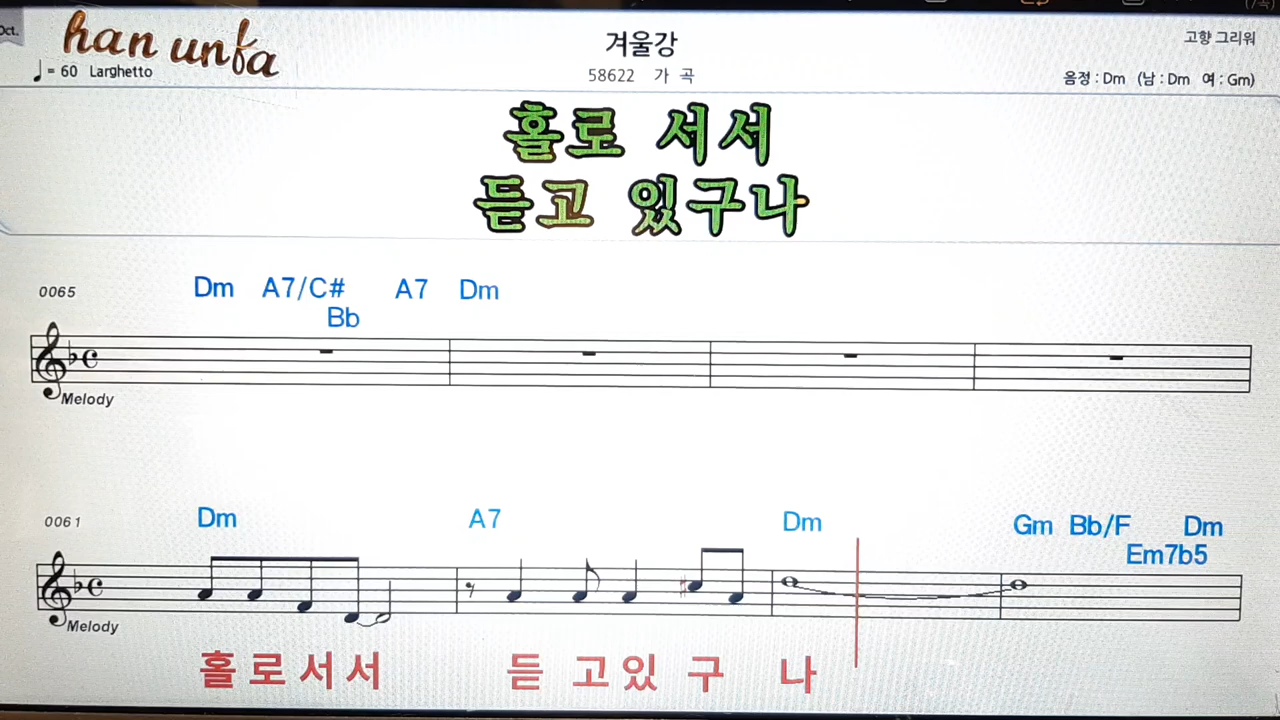 Oct.
han unfa
♩= 60 Larghetto
겨울강
58622 가 곡
고향 그리워
음정 : Dm (남 : Dm 여 : Gm)
홀로 서서
듣고 있구나
0065
Dm A7/C# A7 Dm
Bb
Melody
0061
Dm A7 Dm Gm Bb/F Dm
Em7b5
Melody
홀 로 서 서 듣 고 있 구 나